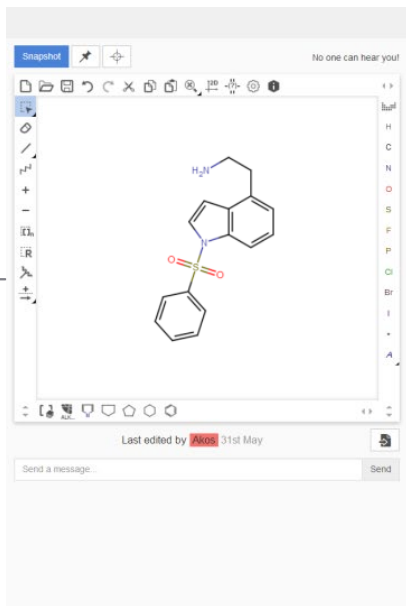 Snapshot
No one can hear you!
H
C
N
O
S
F
P
Cl
Br
I
A
H₂N
N
O
S
O
R
Last edited by Akos 31st May
Send a message...
Send